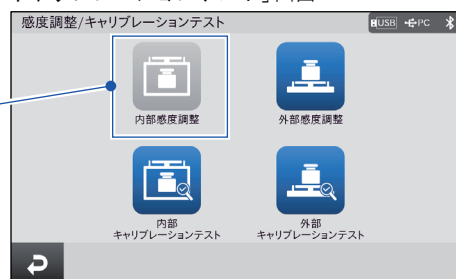 感度調整/キャリブレーションテスト
USB PC
内部感度調整
外部感度調整
内部
キャリブレーションテスト
外部
キャリブレーションテスト